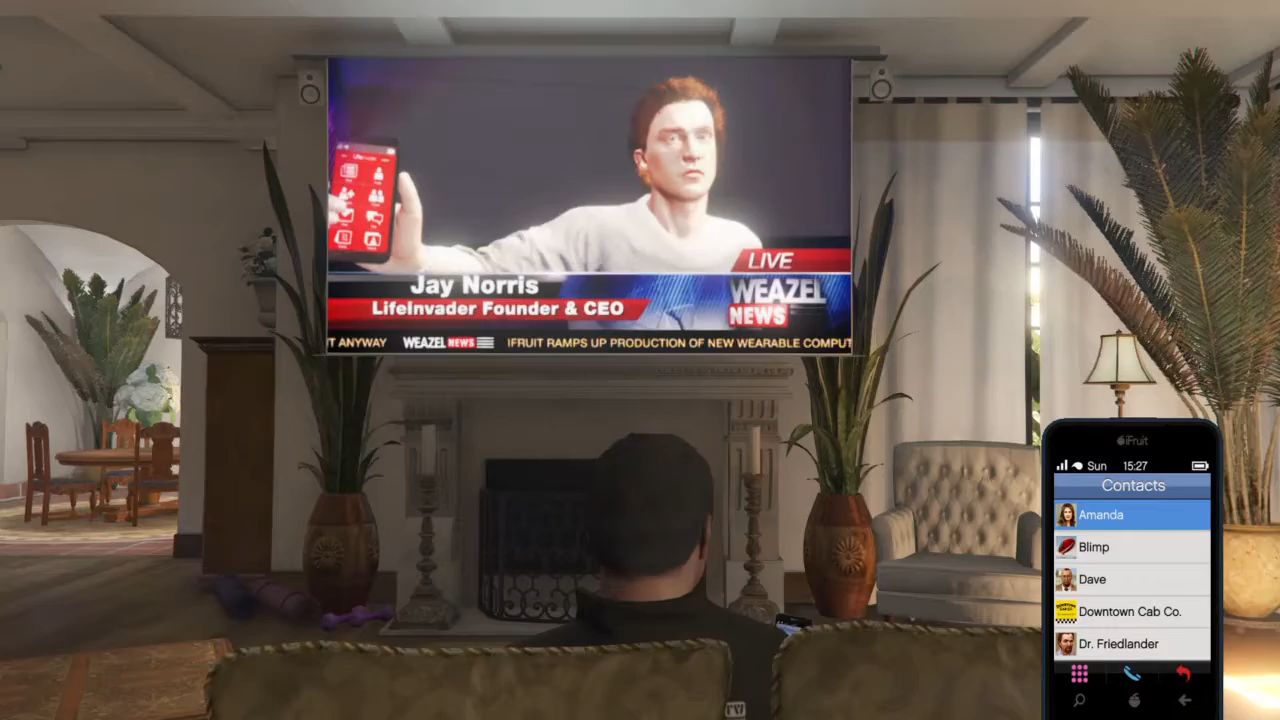 LIVE
Jay Norris
LifeInvader Founder & CEO
WEAZEL
NEWS
T ANYWAY WEAZEL NEWS IFRUIT RAMPS UP PRODUCTION OF NEW WEARABLE COMPUT
iFruit
Sun 15:27
Contacts
Amanda
Blimp
Dave
Downtown Cab Co.
Dr. Friedlander